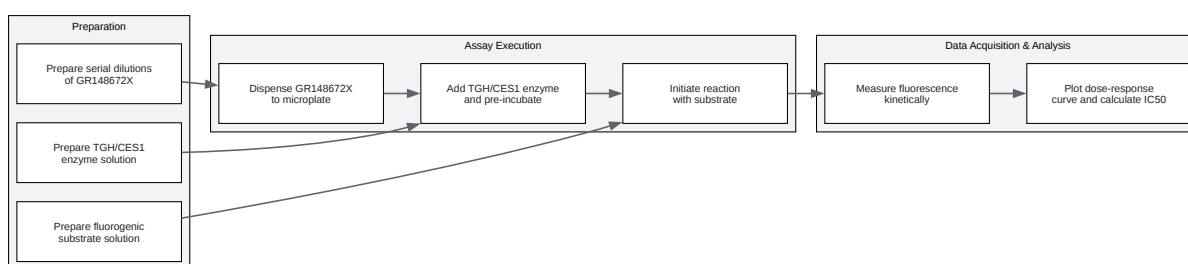 Preparation
Prepare serial dilutions
of GR148672X
Prepare TGH/CES1
enzyme solution
Prepare fluorogenic
substrate solution
Assay Execution
Dispense GR148672X
to microplate
Add TGH/CES1 enzyme
and pre-incubate
Initiate reaction
with substrate
Data Acquisition & Analysis
Measure fluorescence
kinetically
Plot dose-response
curve and calculate IC50